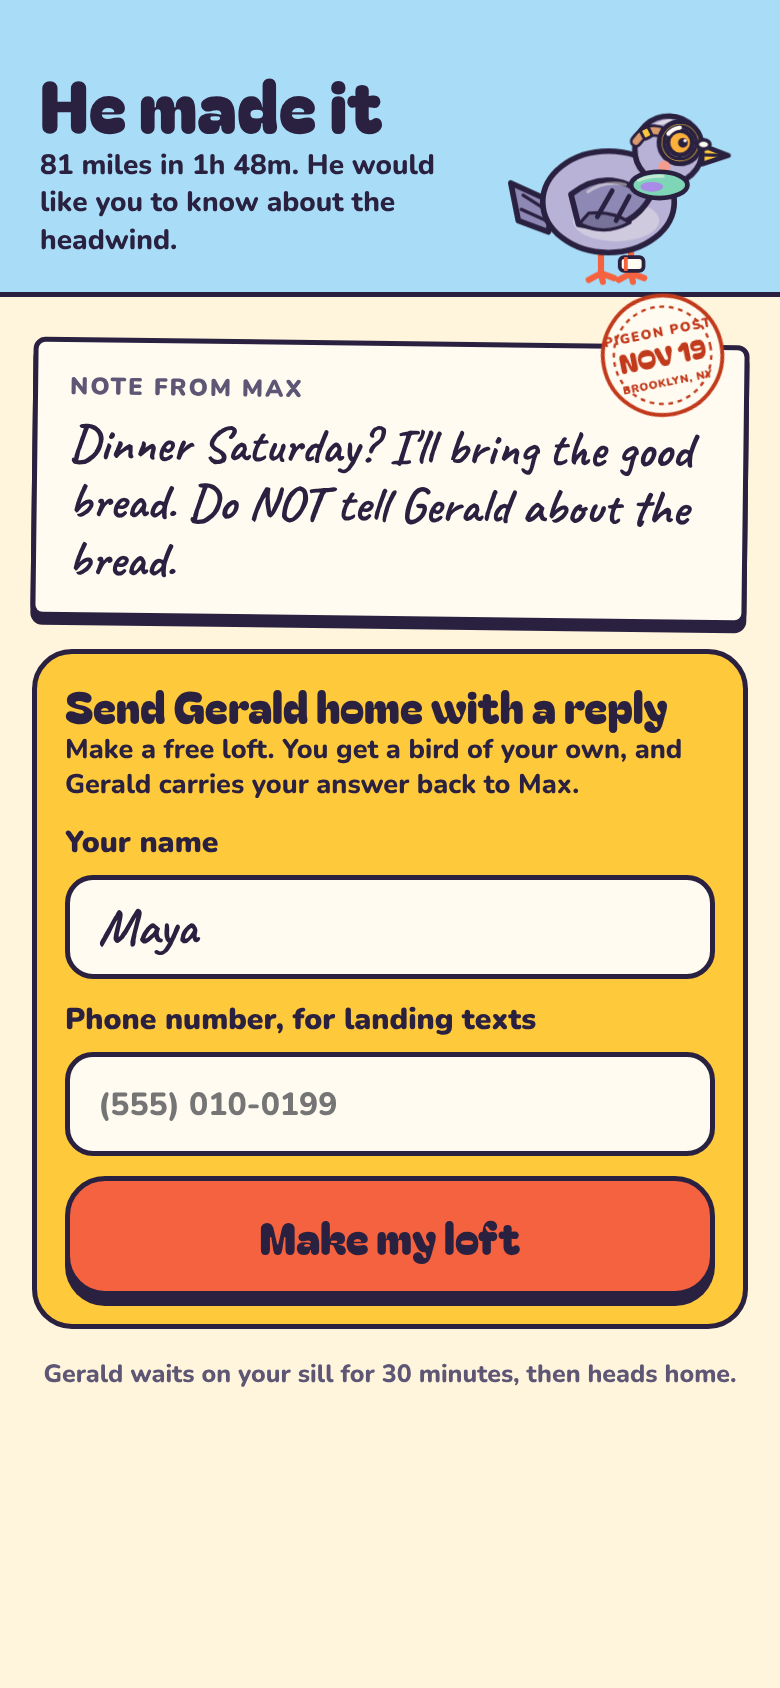 He made it
81 miles in 1h 48m. He would
like you to know about the
headwind.
PIGEON POST
NOV 19
BROOKLYN, NY
NOTE FROM MAX
Dinner Saturday? I'll bring the good
bread. Do NOT tell Gerald about the
bread.
Send Gerald home with a reply
Make a free loft. You get a bird of your own, and
Gerald carries your answer back to Max.
Your name
Maya
Phone number, for landing texts
(555) 010-0199
Make my loft
Gerald waits on your sill for 30 minutes, then heads home.